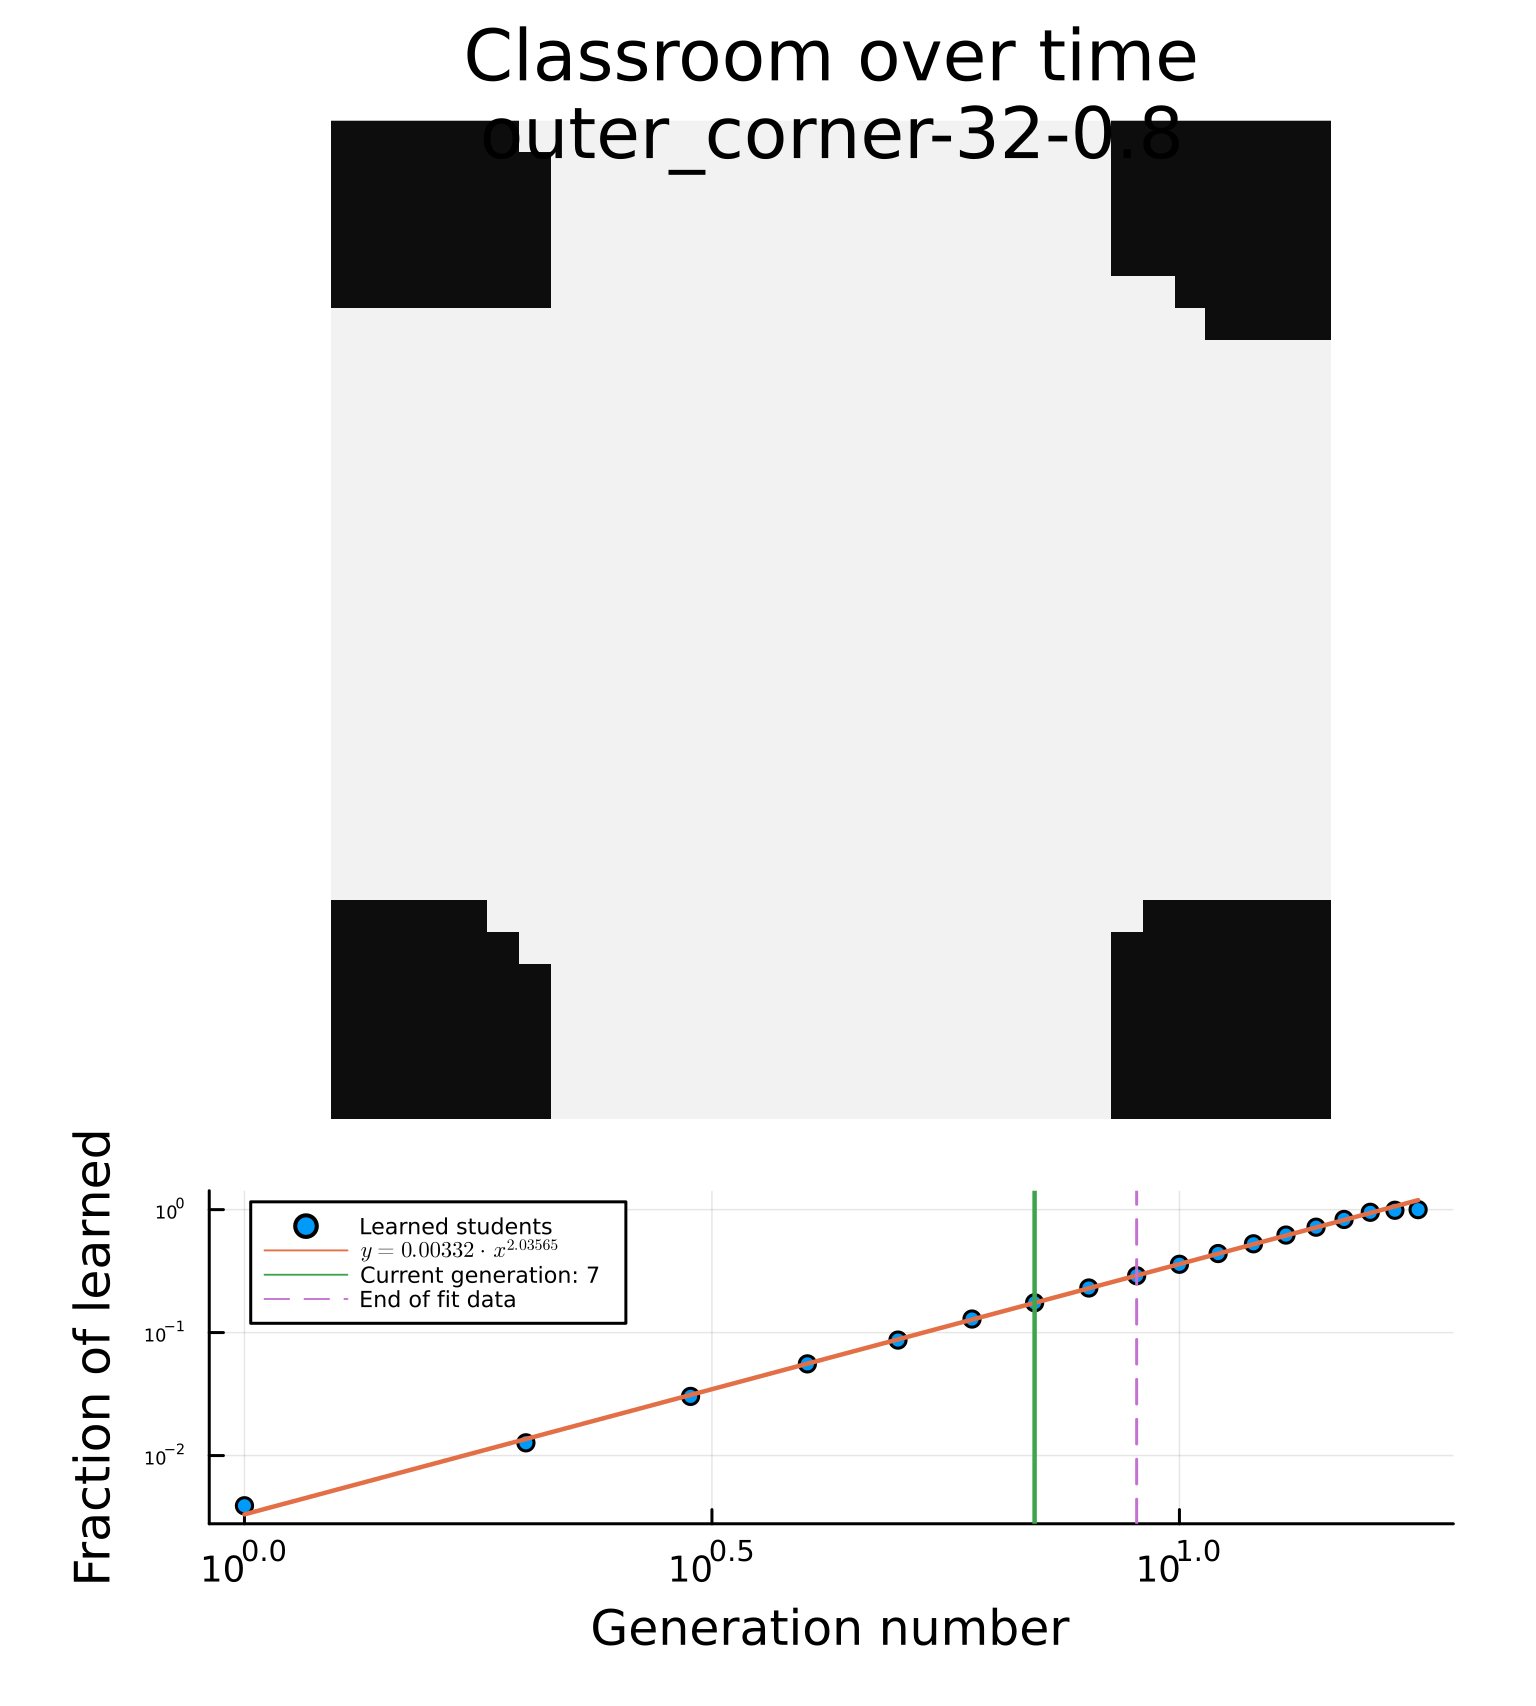 Classroom over time
outer_corner-32-0.8
Fraction of learned
10⁰
10⁻¹
10⁻²
Learned students
y = 0.00332 · x^2.03565
Current generation: 7
End of fit data
10^0.0
10^0.5
10^1.0
Generation number